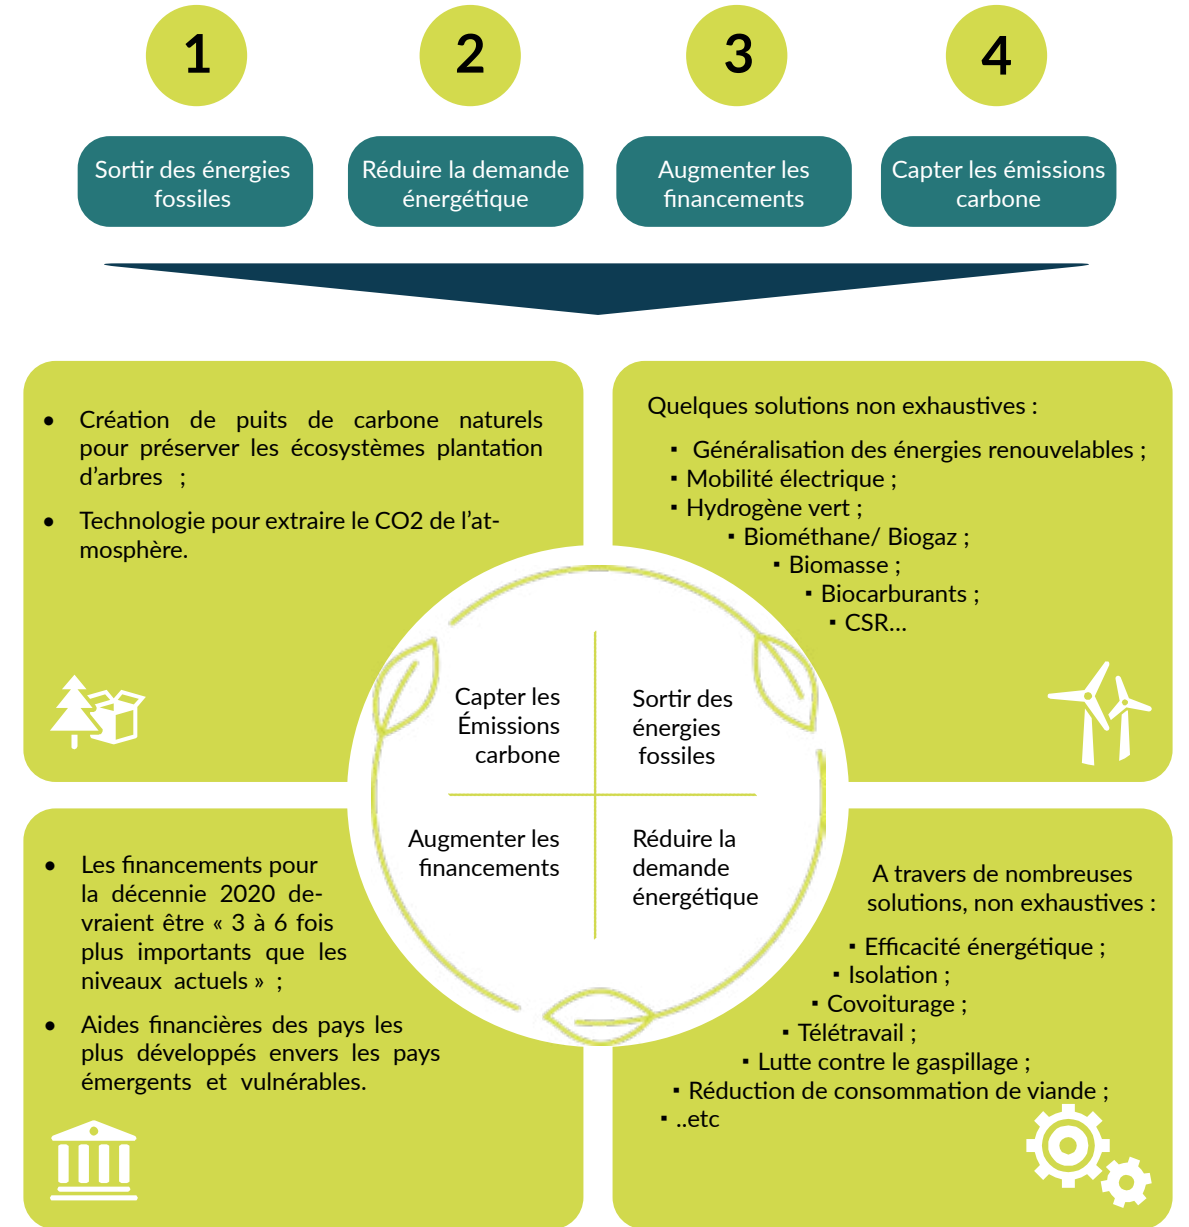 1
2
3
4
Sortir des énergies
fossiles
Réduire la demande
énergétique
Augmenter les
financements
Capter les émissions
carbone
• Création de puits de carbone naturels
pour préserver les écosystèmes plantation
d’arbres ;
• Technologie pour extraire le CO2 de l’at-
mosphère.
Quelques solutions non exhaustives :
▪ Généralisation des énergies renouvelables ;
▪ Mobilité électrique ;
▪ Hydrogène vert ;
▪ Biométhane/ Biogaz ;
▪ Biomasse ;
▪ Biocarburants ;
▪ CSR...
Capter les
Émissions
carbone
Sortir des
énergies
fossiles
Augmenter les
financements
Réduire la
demande
énergétique
• Les financements pour
la décennie 2020 de-
vraient être « 3 à 6 fois
plus importants que les
niveaux actuels » ;
• Aides financières des pays les
plus développés envers les pays
émergents et vulnérables.
A travers de nombreuses
solutions, non exhaustives :
▪ Efficacité énergétique ;
▪ Isolation ;
▪ Covoiturage ;
▪ Télétravail ;
▪ Lutte contre le gaspillage ;
▪ Réduction de consommation de viande ;
▪ ..etc